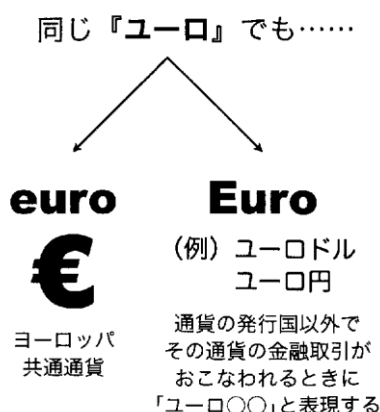 同じ『ユーロ』でも……
euro
€
ヨーロッパ
共通通貨
Euro
（例）ユーロドル
ユーロ円
通貨の発行国以外で
その通貨の金融取引が
おこなわれるときに
「ユーロ○○」と表現する